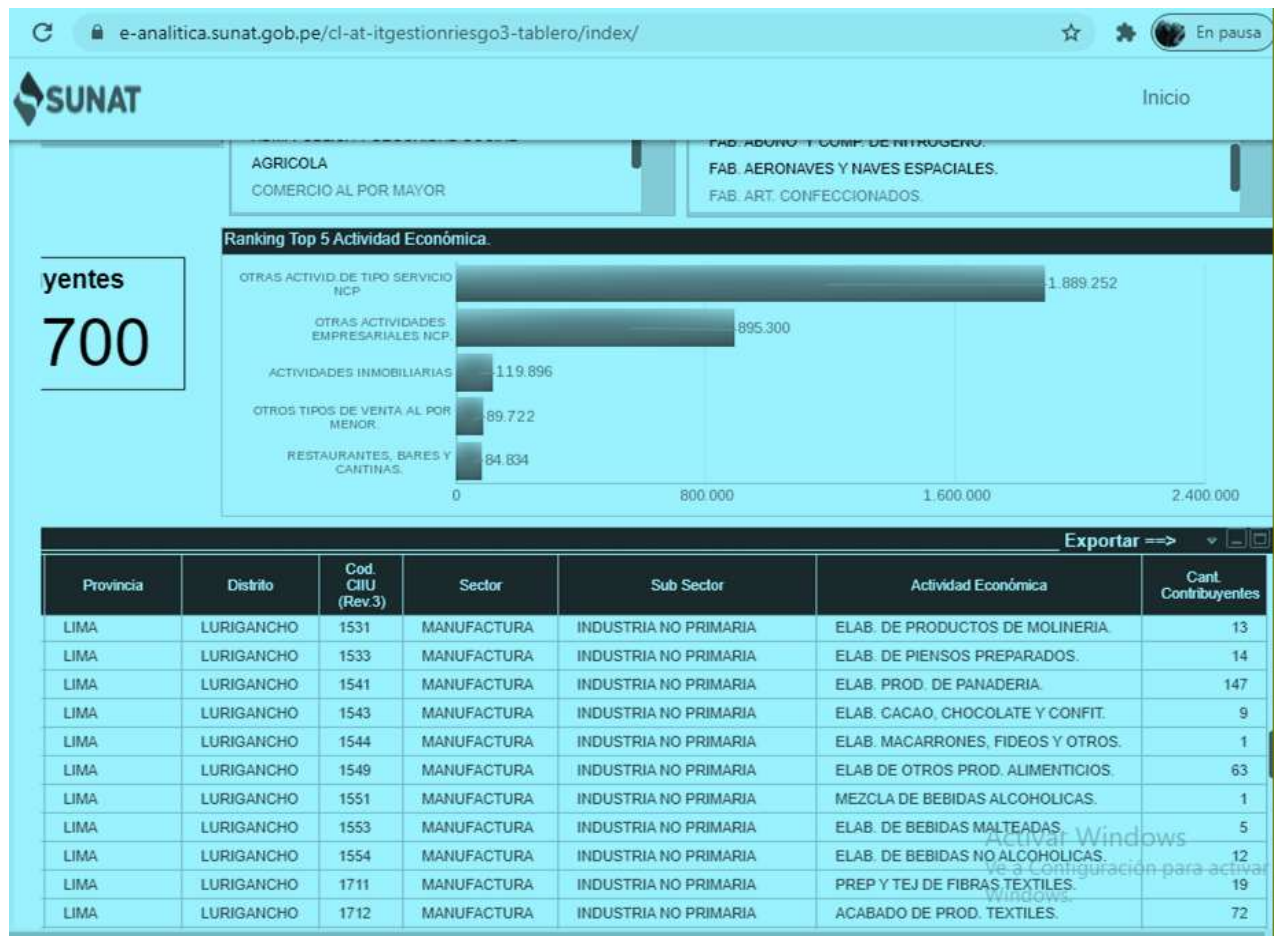 e-analitica.sunat.gob.pe/cl-at-itgestionriesgo3-tablero/index/
En pausa
SUNAT
Inicio
AGRICOLA
COMERCIO AL POR MAYOR
FAB. ABONO Y COMP. DE NITROGENO.
FAB. AERONAVES Y NAVES ESPACIALES.
FAB. ART. CONFECCIONADOS.
Ranking Top 5 Actividad Económica.
yentes
700
OTRAS ACTIVID.DE TIPO SERVICIO
NCP
1.889.252
OTRAS ACTIVIDADES
EMPRESARIALES NCP.
895.300
ACTIVIDADES INMOBILIARIAS
119.896
OTROS TIPOS DE VENTA AL POR
MENOR.
89.722
RESTAURANTES, BARES Y
CANTINAS.
84.834
0 800.000 1.600.000 2.400.000
Exportar ==>
Provincia Distrito Cod. CIIU (Rev.3) Sector Sub Sector Actividad Económica Cant. Contribuyentes
LIMA LURIGANCHO 1531 MANUFACTURA INDUSTRIA NO PRIMARIA ELAB. DE PRODUCTOS DE MOLINERIA. 13
LIMA LURIGANCHO 1533 MANUFACTURA INDUSTRIA NO PRIMARIA ELAB. DE PIENSOS PREPARADOS. 14
LIMA LURIGANCHO 1541 MANUFACTURA INDUSTRIA NO PRIMARIA ELAB. PROD. DE PANADERIA. 147
LIMA LURIGANCHO 1543 MANUFACTURA INDUSTRIA NO PRIMARIA ELAB. CACAO, CHOCOLATE Y CONFIT. 9
LIMA LURIGANCHO 1544 MANUFACTURA INDUSTRIA NO PRIMARIA ELAB. MACARRONES, FIDEOS Y OTROS. 1
LIMA LURIGANCHO 1549 MANUFACTURA INDUSTRIA NO PRIMARIA ELAB DE OTROS PROD. ALIMENTICIOS. 63
LIMA LURIGANCHO 1551 MANUFACTURA INDUSTRIA NO PRIMARIA MEZCLA DE BEBIDAS ALCOHOLICAS. 1
LIMA LURIGANCHO 1553 MANUFACTURA INDUSTRIA NO PRIMARIA ELAB. DE BEBIDAS MALTEADAS. 5
LIMA LURIGANCHO 1554 MANUFACTURA INDUSTRIA NO PRIMARIA ELAB. DE BEBIDAS NO ALCOHOLICAS. 12
LIMA LURIGANCHO 1711 MANUFACTURA INDUSTRIA NO PRIMARIA PREP Y TEJ DE FIBRAS TEXTILES. 19
LIMA LURIGANCHO 1712 MANUFACTURA INDUSTRIA NO PRIMARIA ACABADO DE PROD. TEXTILES. 72
Activar Windows
Ve a Configuración para activar
Windows.